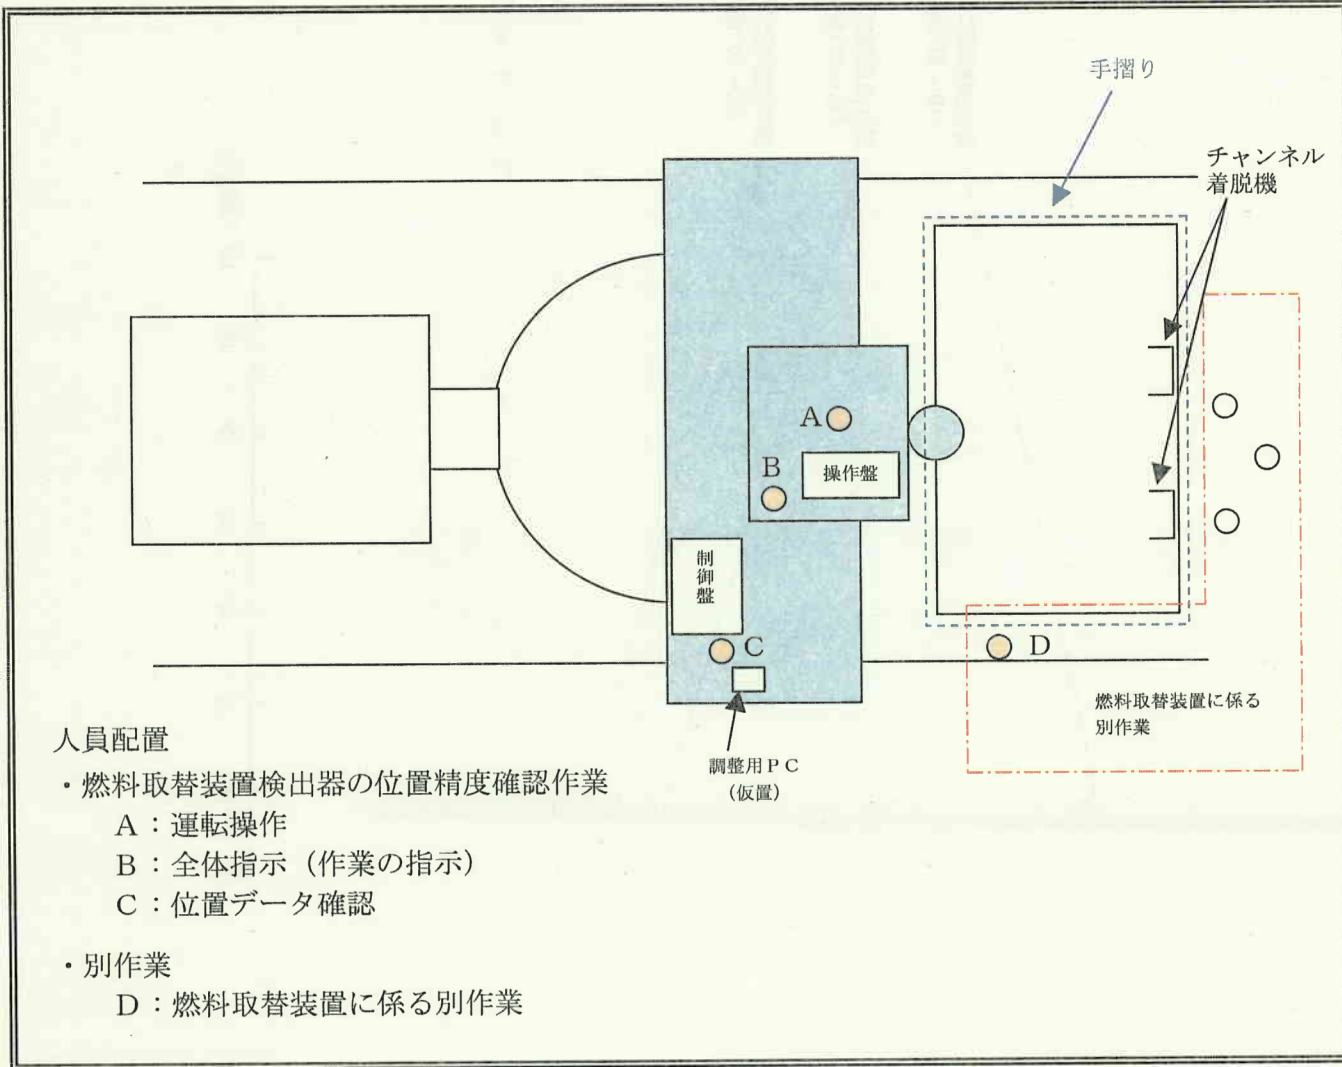 手摺り
チャンネル
着脱機
A
B
操作盤
制御盤
C
D
燃料取替装置に係る
別作業
調整用PC
(仮置)
人員配置
・燃料取替装置検出器の位置精度確認作業
A:運転操作
B:全体指示(作業の指示)
C:位置データ確認
・別作業
D:燃料取替装置に係る別作業